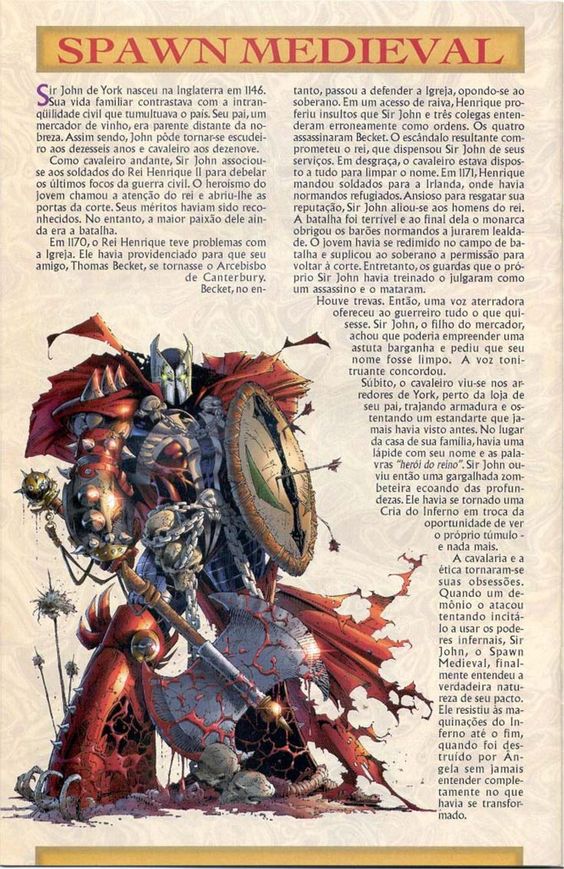 SPAWN MEDIEVAL
Sir John de York nasceu na Inglaterra em 1146.
Sua vida familiar contrastava com a intran-
qüilidade civil que tumultuava o país. Seu pai, um
mercador de vinho, era parente distante da no-
breza. Assim sendo, John pôde tornar-se escudei-
ro aos dezesseis anos e cavaleiro aos dezenove.
Como cavaleiro andante, Sir John associou-
se aos soldados do Rei Henrique II para debelar
os últimos focos da guerra civil. O heroísmo do
jovem chamou a atenção do rei e abriu-lhe as
portas da corte. Seus méritos haviam sido reco-
nhecidos. No entanto, a maior paixão dele ain-
da era a batalha.
Em 1170, o Rei Henrique teve problemas com
a Igreja. Ele havia providenciado para que seu
amigo, Thomas Becket, se tornasse o Arcebisbo
de Canterbury.
Becket, no en-
tanto, passou a defender a Igreja, opondo-se ao
soberano. Em um acesso de raiva, Henrique pro-
feriu insultos que Sir John e três colegas enten-
deram erroneamente como ordens. Os quatro
assassinaram Becket. O escândalo resultante com-
prometeu o rei, que dispensou Sir John de seus
serviços. Em desgraça, o cavaleiro estava dispos-
to a tudo para limpar o nome. Em 1171, Henrique
mandou soldados para a Irlanda, onde havia
normandos refugiados. Ansioso para resgatar sua
reputação, Sir John aliou-se aos homens do rei.
A batalha foi terrível e ao final dela o monarca
obrigou os barões normandos a jurarem lealda-
de. O jovem havia se redimido no campo de ba-
talha e suplicou ao soberano a permissão para
voltar à corte. Entretanto, os guardas que o pró-
prio Sir John havia treinado o julgaram como
um assassino e o mataram.
Houve trevas. Então, uma voz aterradora
ofereceu ao guerreiro tudo o que qui-
sesse. Sir John, o filho do mercador,
achou que poderia empreender uma
astuta barganha e pediu que seu
nome fosse limpo. A voz toni-
truante concordou.
Súbito, o cavaleiro viu-se nos ar-
redores de York, perto da loja de
seu pai, trajando armadura e os-
tentando um estandarte que ja-
mais havia visto antes. No lugar
da casa de sua família, havia uma
lápide com seu nome e as pala-
vras "herói do reino". Sir John ou-
viu então uma gargalhada zom-
beteira ecoando das profun-
dezas. Ele havia se tornado uma
Cria do Inferno em troca da
oportunidade de ver
o próprio túmulo -
e nada mais.
A cavalaria e a
ética tornaram-se
suas obsessões.
Quando um de-
mônio o atacou
tentando incitá-
lo a usar os pode-
res infernais, Sir
John, o Spawn
Medieval, final-
mente entendeu a
verdadeira natu-
reza de seu pacto.
Ele resistiu às ma-
quinações do In-
ferno até o fim,
quando foi des-
truído por Ân-
gela sem jamais
entender comple-
tamente no que
havia se transfor-
mado.